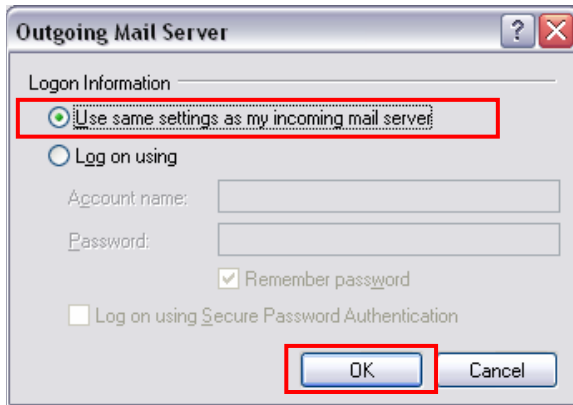 Outgoing Mail Server
Logon Information
Use same settings as my incoming mail server
Log on using
Account name:
Password:
Remember password
Log on using Secure Password Authentication
OK Cancel